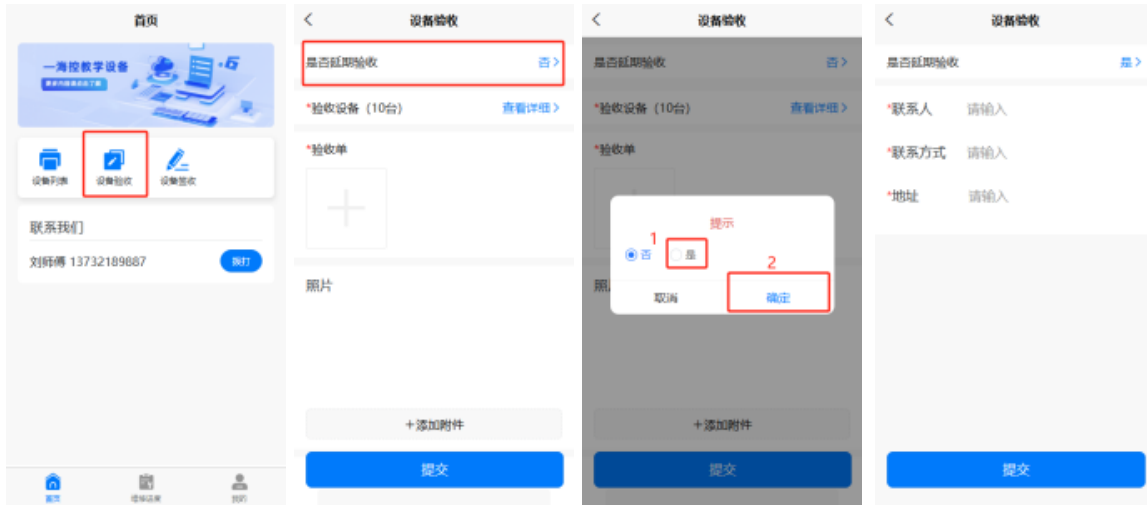 首页
一海控教学设备
设备列表
设备验收
设备签收
联系我们
刘师傅 13732189887
拨打
首页
我的
设备验收
是否延期验收
否
*验收设备（10台）
查看详细
*验收单
照片
+添加附件
提交
设备验收
是否延期验收
否
*验收设备（10台）
查看详细
*验收单
提示
1
否
是
2
取消
确定
照
+添加附件
提交
设备验收
是否延期验收
是
*联系人
请输入
*联系方式
请输入
*地址
请输入
提交